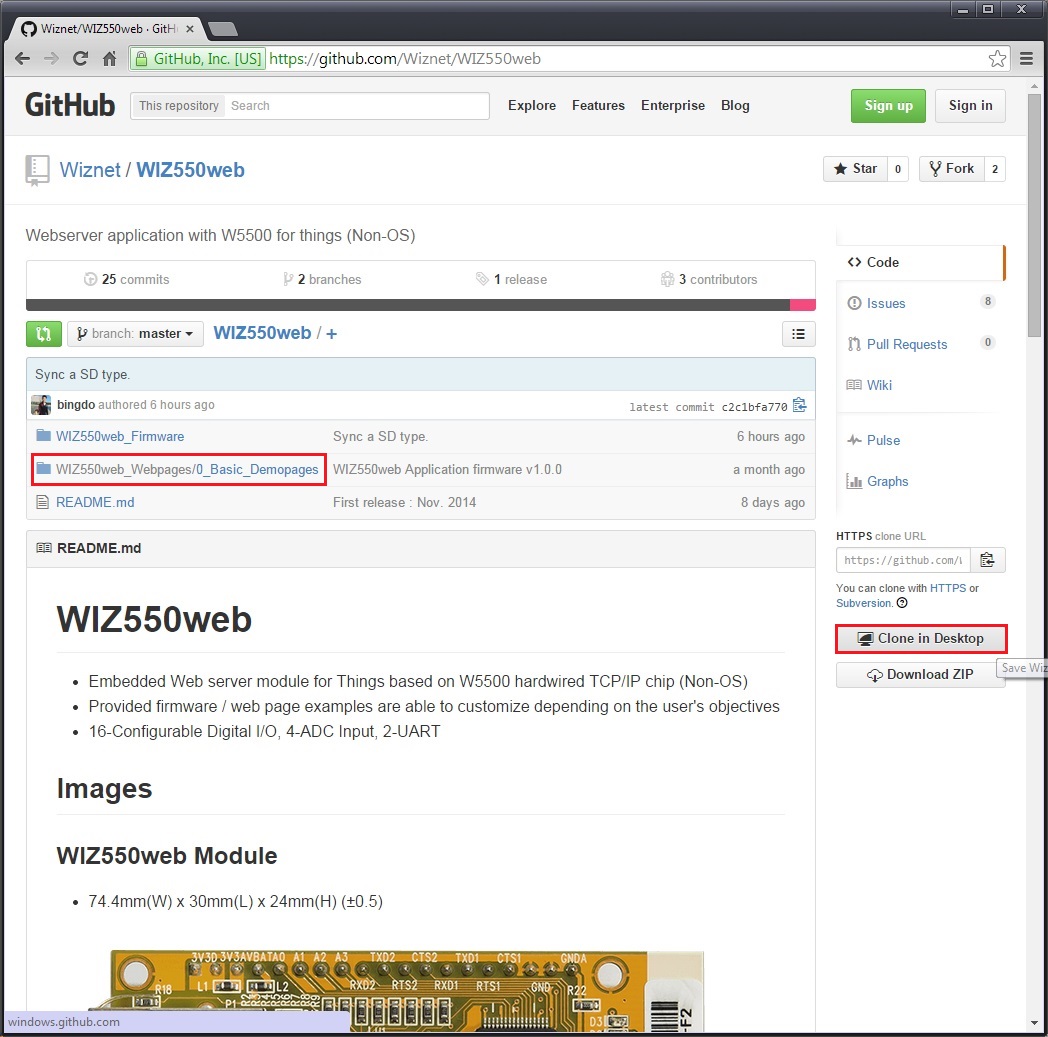 Wiznet/WIZ550web · GitH
GitHub, Inc. [US] https://github.com/Wiznet/WIZ550web
GitHub This repository Search Explore Features Enterprise Blog Sign up Sign in
Wiznet / WIZ550web Star 0 Fork 2
Webserver application with W5500 for things (Non-OS)
25 commits 2 branches 1 release 3 contributors
branch: master WIZ550web / +
Sync a SD type.
bingdo authored 6 hours ago latest commit c2c1bfa770
WIZ550web_Firmware Sync a SD type. 6 hours ago
WIZ550web_Webpages/0_Basic_Demopages WIZ550web Application firmware v1.0.0 a month ago
README.md First release : Nov. 2014 8 days ago
Code
Issues 8
Pull Requests 0
Wiki
Pulse
Graphs
HTTPS clone URL
https://github.com/
You can clone with HTTPS or
Subversion.
Clone in Desktop
Save Wiz
Download ZIP
README.md
WIZ550web
• Embedded Web server module for Things based on W5500 hardwired TCP/IP chip (Non-OS)
• Provided firmware / web page examples are able to customize depending on the user's objectives
• 16-Configurable Digital I/O, 4-ADC Input, 2-UART
Images
WIZ550web Module
• 74.4mm(W) x 30mm(L) x 24mm(H) (±0.5)
3V3D 3V3AVBATA0 A1 A2 A3 TXD2 CTS2 TXD1 CTS1 GNDA
R18 L1 L2 RXD2 RTS2 RXD1 RTS1 GND R22
P1 R2 R3 R5 R6 R8 R9
-F2
windows.github.com